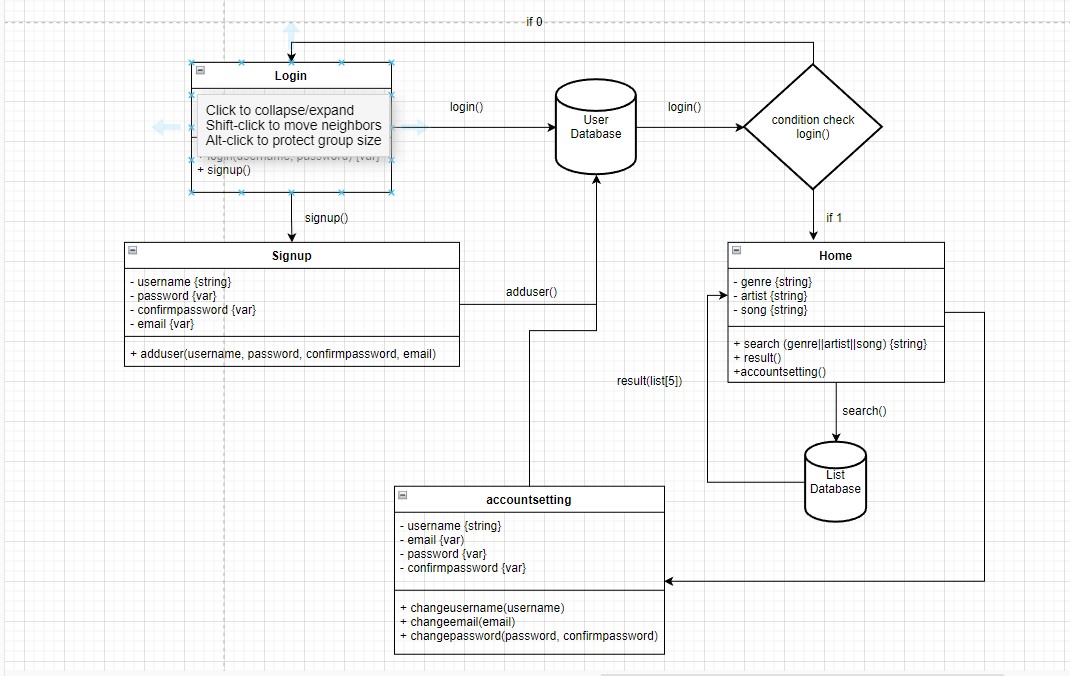 if 0
Login
Click to collapse/expand
Shift-click to move neighbors
Alt-click to protect group size
+ login(username, password) {var}
+ signup()
login()
User
Database
login()
condition check
login()
signup()
if 1
Signup
- username {string}
- password {var}
- confirmpassword {var}
- email {var}
+ adduser(username, password, confirmpassword, email)
adduser()
Home
- genre {string}
- artist {string}
- song {string}
+ search (genre||artist||song) {string}
+ result()
+accountsetting()
result(list[5])
search()
List
Database
accountsetting
- username {string}
- email {var)
- password {var}
- confirmpassword {var}
+ changeusername(username)
+ changeemail(email)
+ changepassword(password, confirmpassword)